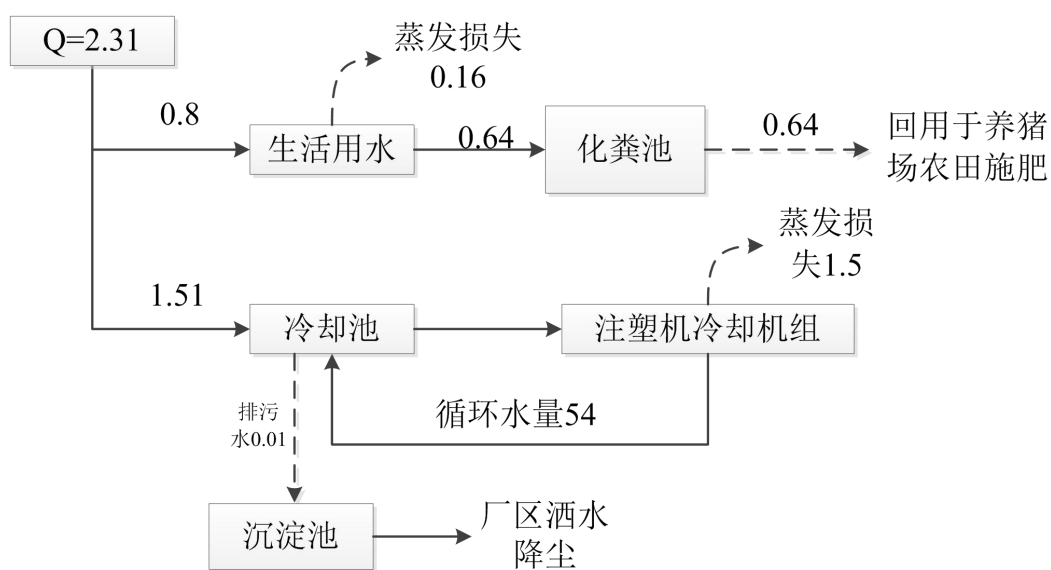 Q=2.31
蒸发损失
0.16
0.8
生活用水
0.64
化粪池
0.64
回用于养猪
场农田施肥
蒸发损
失1.5
1.51
冷却池
注塑机冷却机组
循环水量54
排污
水0.01
沉淀池
厂区洒水
降尘